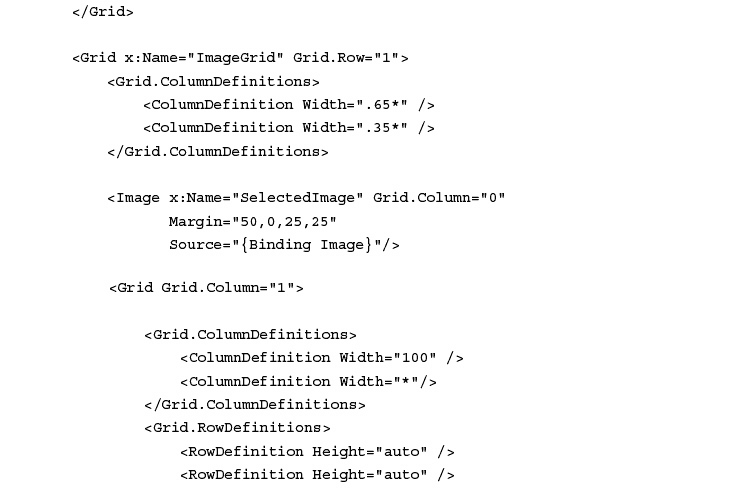 </Grid>
<Grid x:Name="ImageGrid" Grid.Row="1">
<Grid.ColumnDefinitions>
<ColumnDefinition Width=".65*" />
<ColumnDefinition Width=".35*" />
</Grid.ColumnDefinitions>
<Image x:Name="SelectedImage" Grid.Column="0"
Margin="50,0,25,25"
Source="{Binding Image}"/>
<Grid Grid.Column="1">
<Grid.ColumnDefinitions>
<ColumnDefinition Width="100" />
<ColumnDefinition Width="*"/>
</Grid.ColumnDefinitions>
<Grid.RowDefinitions>
<RowDefinition Height="auto" />
<RowDefinition Height="auto" />